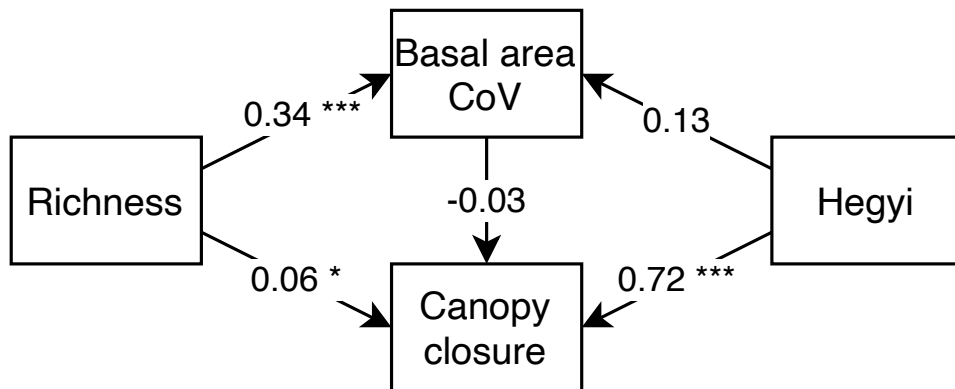 Basal area
CoV
0.34 ***
0.13
Richness
-0.03
Hegyi
0.06 *
0.72 ***
Canopy
closure